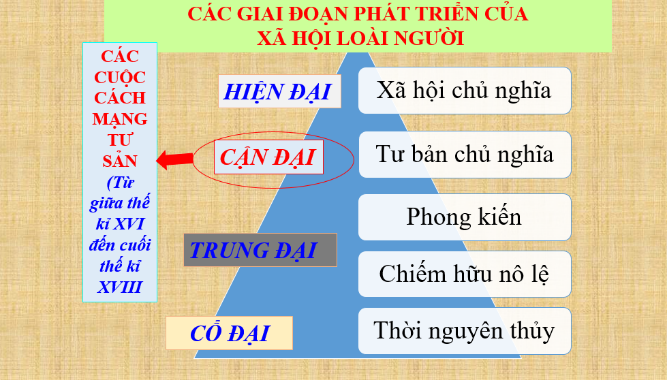 CÁC GIAI ĐOẠN PHÁT TRIỂN CỦA
XÃ HỘI LOÀI NGƯỜI
CÁC
CUỘC
CÁCH
MẠNG
TƯ
SẢN
(Từ
giữa thế
kỉ XVI
đến cuối
thế kỉ
XVIII
HIỆN ĐẠI
Xã hội chủ nghĩa
CẬN ĐẠI
Tư bản chủ nghĩa
Phong kiến
TRUNG ĐẠI
Chiếm hữu nô lệ
CỔ ĐẠI
Thời nguyên thủy